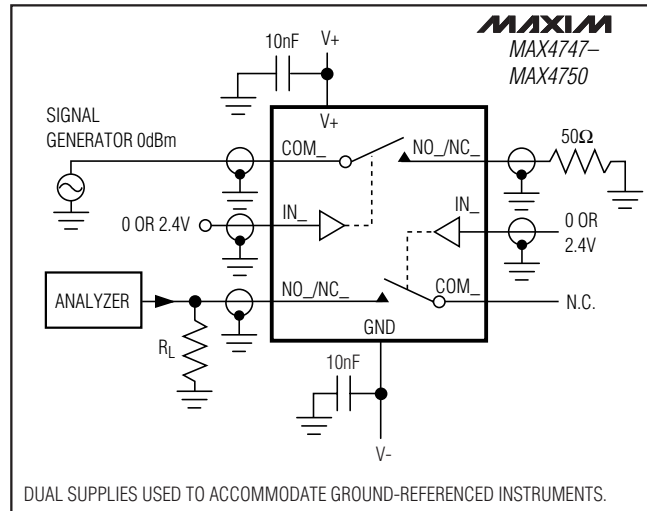 MAXIM
MAX4747–
MAX4750
10nF
V+
V+
SIGNAL
GENERATOR 0dBm
COM_
NO_/NC_
50Ω
0 OR 2.4V
IN_
IN_
0 OR
2.4V
ANALYZER
NO_/NC_
COM_
N.C.
RL
GND
10nF
V-
DUAL SUPPLIES USED TO ACCOMMODATE GROUND-REFERENCED INSTRUMENTS.